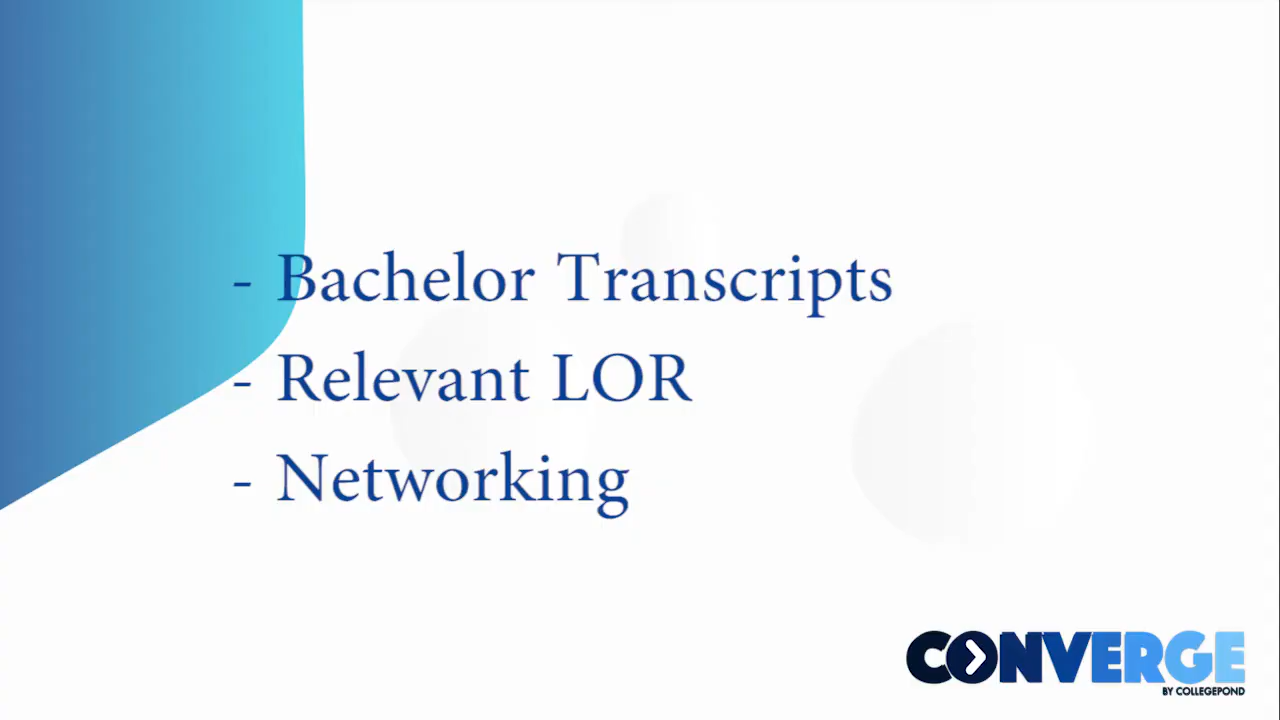 - Bachelor Transcripts
- Relevant LOR
- Networking
CONVERGE
BY COLLEGEPOND